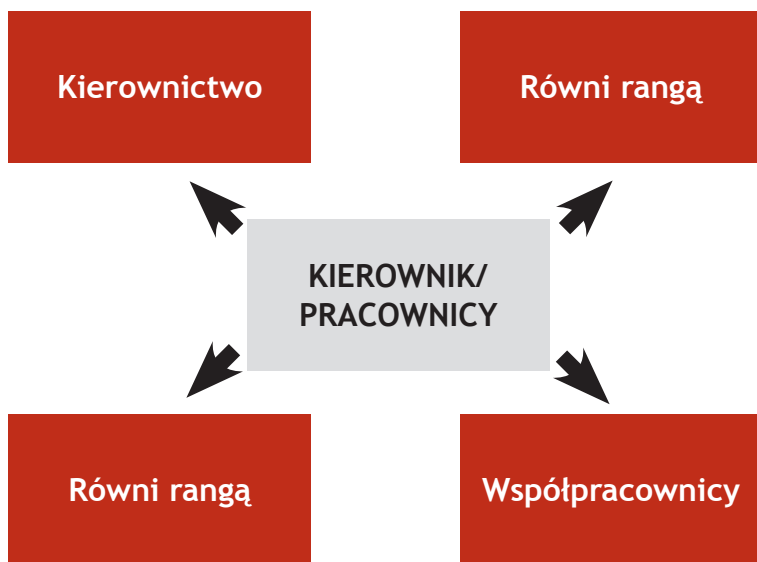 Kierownictwo
Równi rangą
KIEROWNIK/
PRACOWNICY
Równi rangą
Współpracownicy